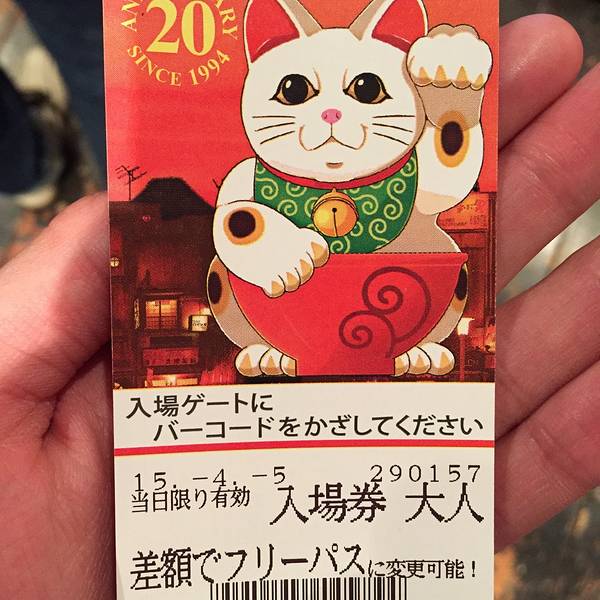 ANNIVERSARY
20
SINCE 1994
入場ゲートに
バーコードをかざしてください
15.-4.-5 290157
当日限り有効 入場券 大人
差額でフリーパスに変更可能！